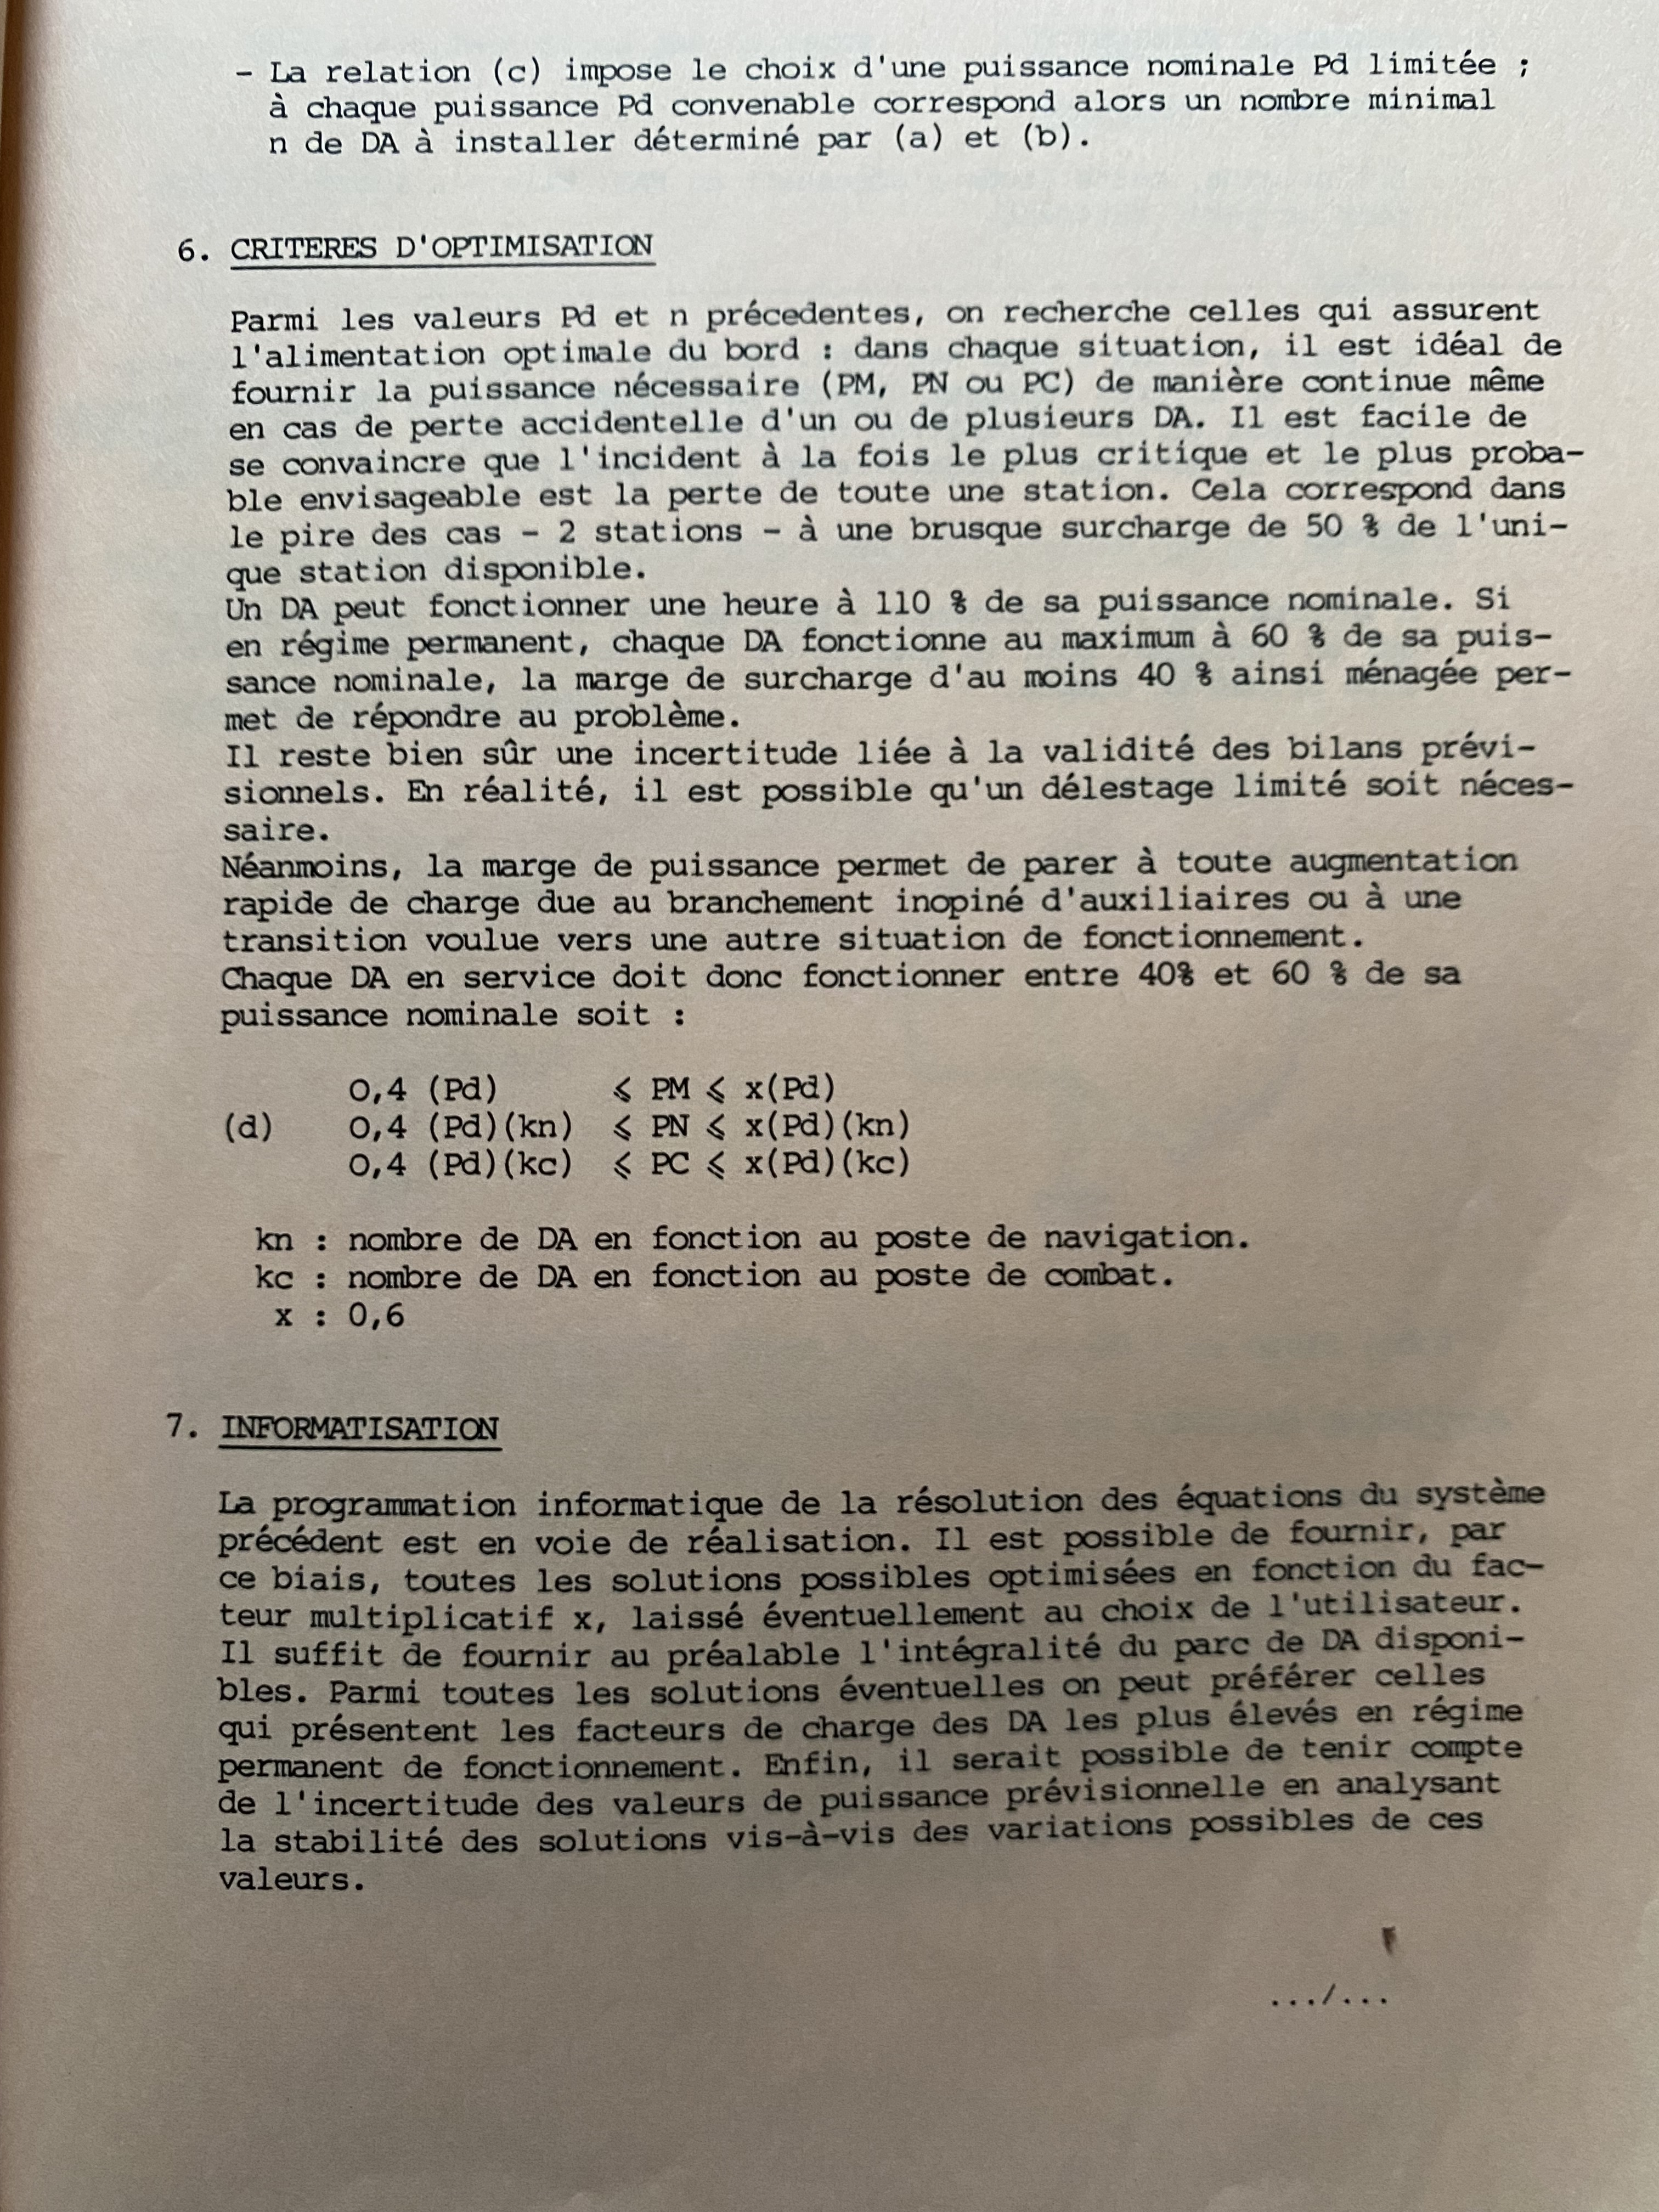 - La relation (c) impose le choix d'une puissance nominale Pd limitée ;
à chaque puissance Pd convenable correspond alors un nombre minimal
n de DA à installer déterminé par (a) et (b).
6. CRITERES D'OPTIMISATION
Parmi les valeurs Pd et n précedentes, on recherche celles qui assurent
l'alimentation optimale du bord : dans chaque situation, il est idéal de
fournir la puissance nécessaire (PM, PN ou PC) de manière continue même
en cas de perte accidentelle d'un ou de plusieurs DA. Il est facile de
se convaincre que l'incident à la fois le plus critique et le plus proba-
ble envisageable est la perte de toute une station. Cela correspond dans
le pire des cas - 2 stations - à une brusque surcharge de 50 % de l'uni-
que station disponible.
Un DA peut fonctionner une heure à 110 % de sa puissance nominale. Si
en régime permanent, chaque DA fonctionne au maximum à 60 % de sa puis-
sance nominale, la marge de surcharge d'au moins 40 % ainsi ménagée per-
met de répondre au problème.
Il reste bien sûr une incertitude liée à la validité des bilans prévi-
sionnels. En réalité, il est possible qu'un délestage limité soit néces-
saire.
Néanmoins, la marge de puissance permet de parer à toute augmentation
rapide de charge due au branchement inopiné d'auxiliaires ou à une
transition voulue vers une autre situation de fonctionnement.
Chaque DA en service doit donc fonctionner entre 40% et 60 % de sa
puissance nominale soit :
0,4 (Pd) ⩽ PM ⩽ x(Pd)
(d) 0,4 (Pd)(kn) ⩽ PN ⩽ x(Pd)(kn)
0,4 (Pd)(kc) ⩽ PC ⩽ x(Pd)(kc)
kn : nombre de DA en fonction au poste de navigation.
kc : nombre de DA en fonction au poste de combat.
x : 0,6
7. INFORMATISATION
La programmation informatique de la résolution des équations du système
précédent est en voie de réalisation. Il est possible de fournir, par
ce biais, toutes les solutions possibles optimisées en fonction du fac-
teur multiplicatif x, laissé éventuellement au choix de l'utilisateur.
Il suffit de fournir au préalable l'intégralité du parc de DA disponi-
bles. Parmi toutes les solutions éventuelles on peut préférer celles
qui présentent les facteurs de charge des DA les plus élevés en régime
permanent de fonctionnement. Enfin, il serait possible de tenir compte
de l'incertitude des valeurs de puissance prévisionnelle en analysant
la stabilité des solutions vis-à-vis des variations possibles de ces
valeurs.
.../...